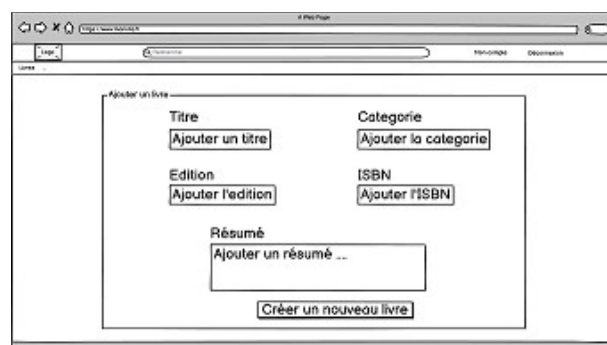 A Web Page
Logo
Recherche
Mon compte Déconnexion
Livres
Ajouter un livre
Titre Categorie
Ajouter un titre Ajouter la categorie
Edition ISBN
Ajouter l'edition Ajouter l'ISBN
Résumé
Ajouter un résumé ...
Créer un nouveau livre